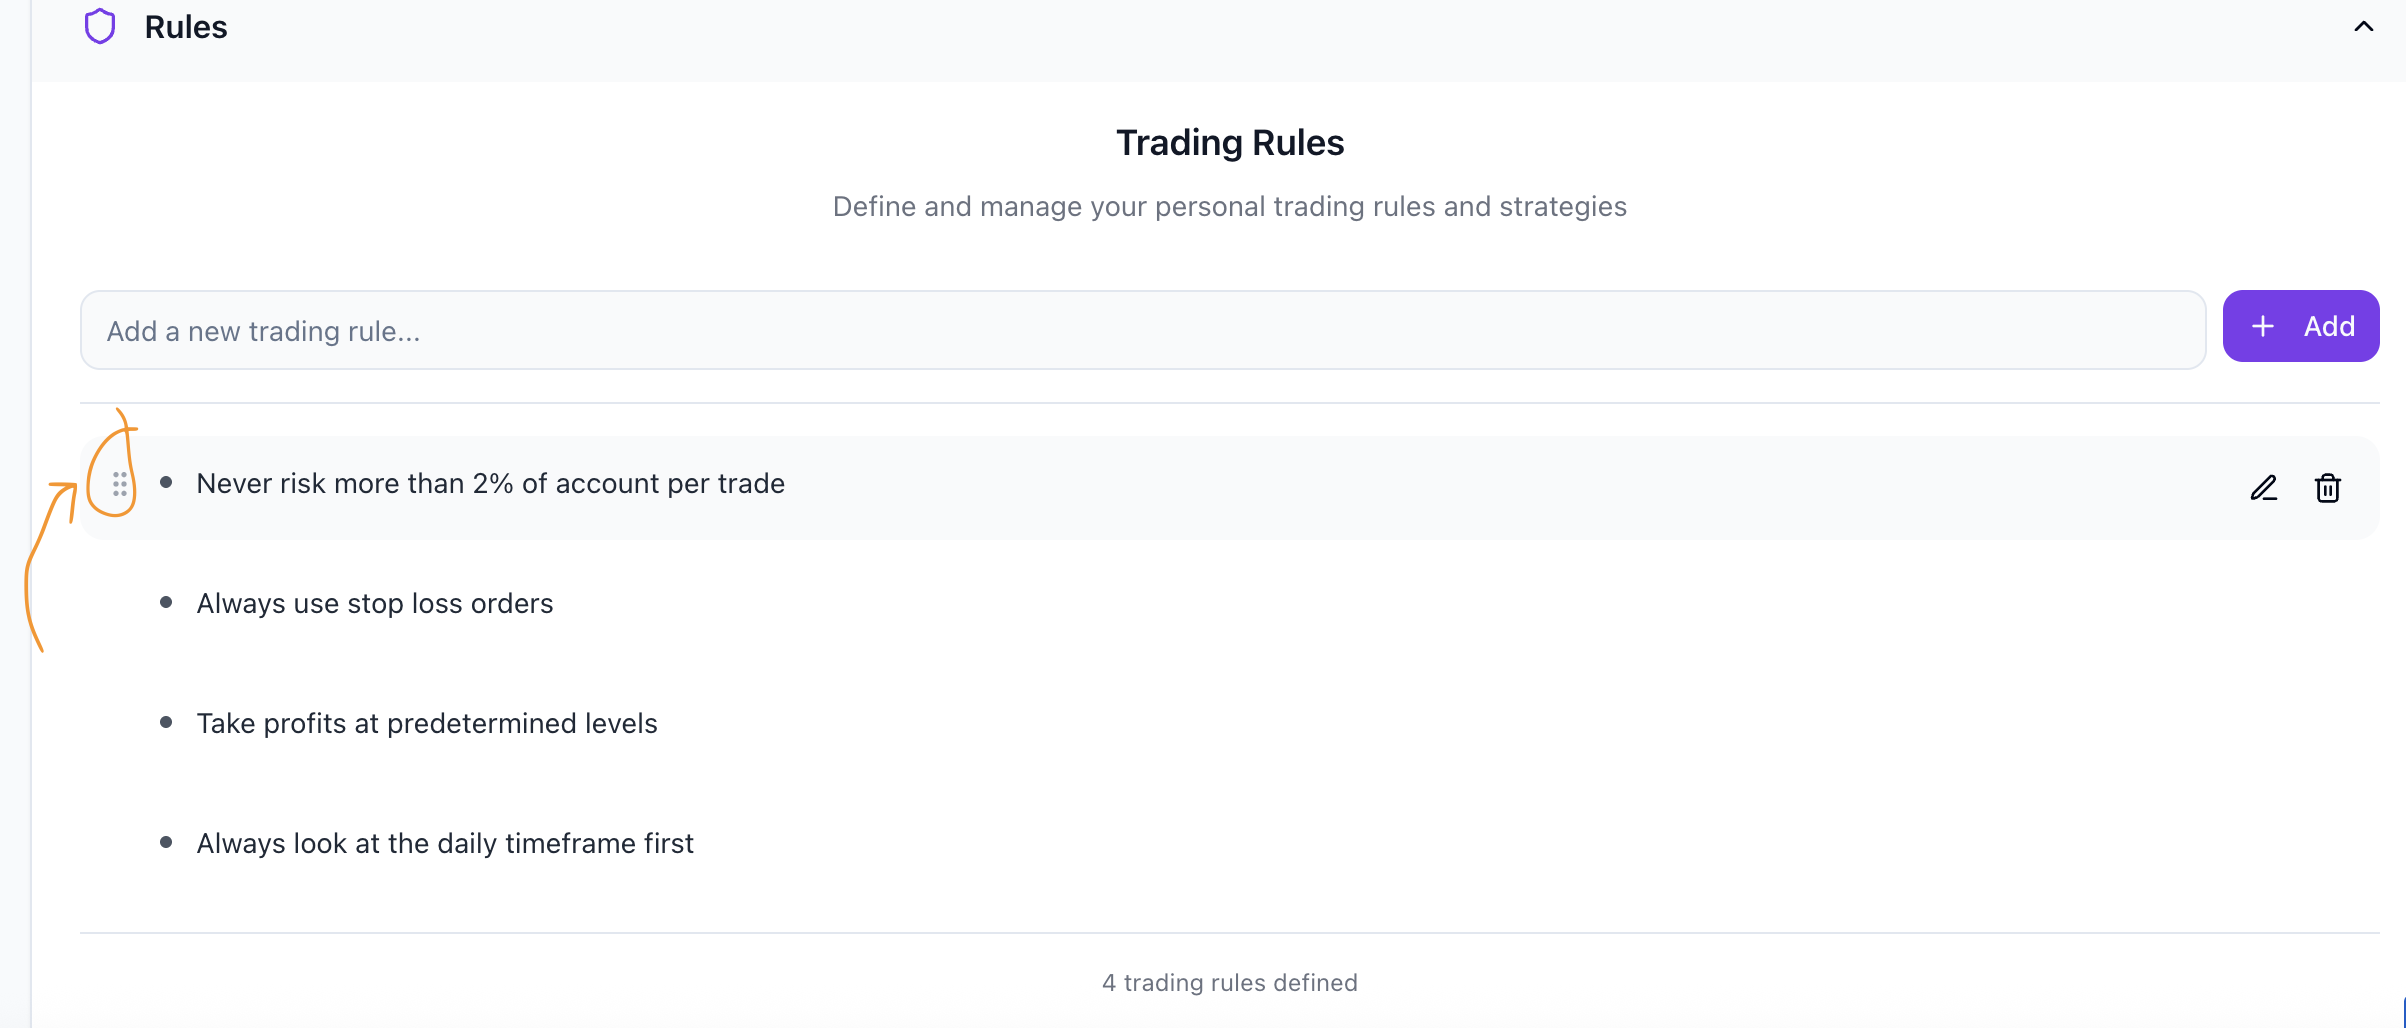 Rules
Trading Rules
Define and manage your personal trading rules and strategies
Add a new trading rule...
+ Add
• Never risk more than 2% of account per trade
• Always use stop loss orders
• Take profits at predetermined levels
• Always look at the daily timeframe first
4 trading rules defined